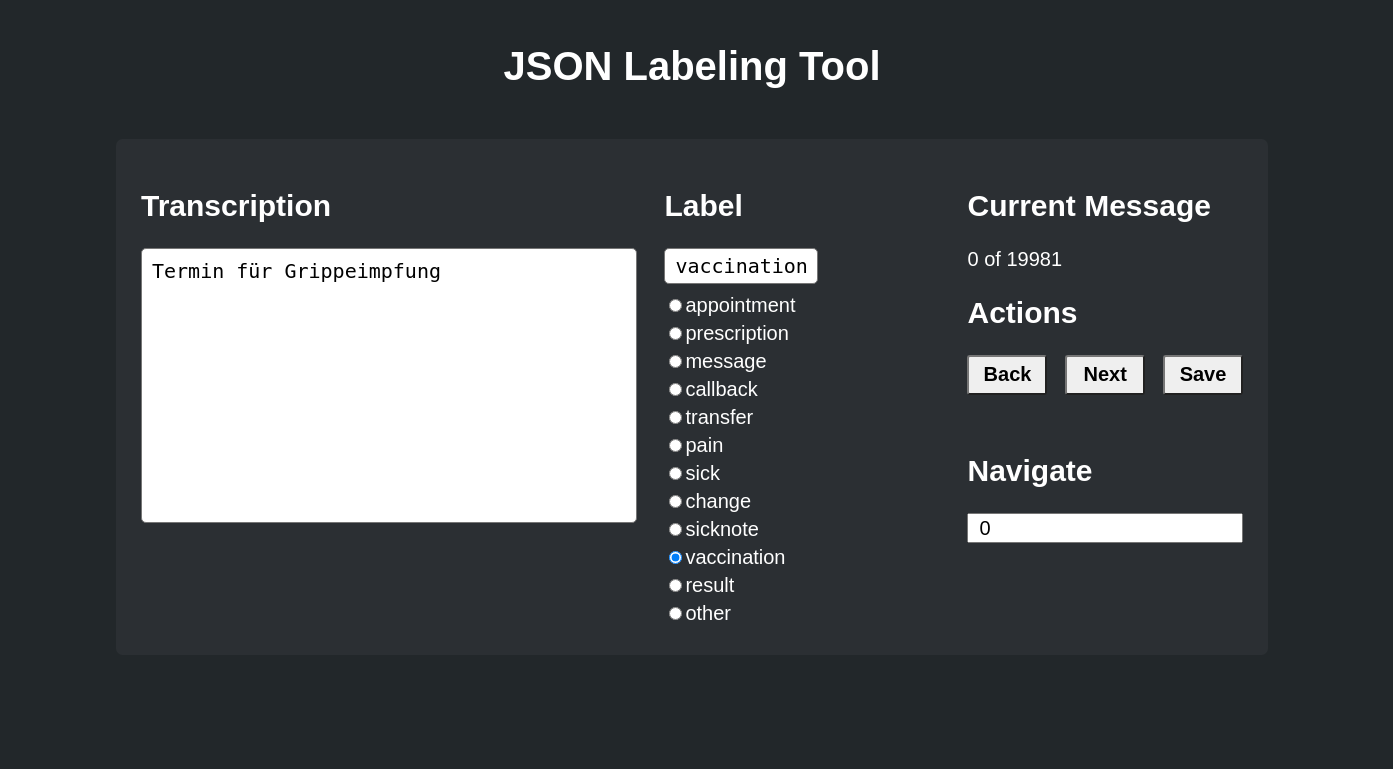 JSON Labeling Tool
Transcription
Termin für Grippeimpfung
Label
vaccination
appointment
prescription
message
callback
transfer
pain
sick
change
sicknote
vaccination
result
other
Current Message
0 of 19981
Actions
Back Next Save
Navigate
0